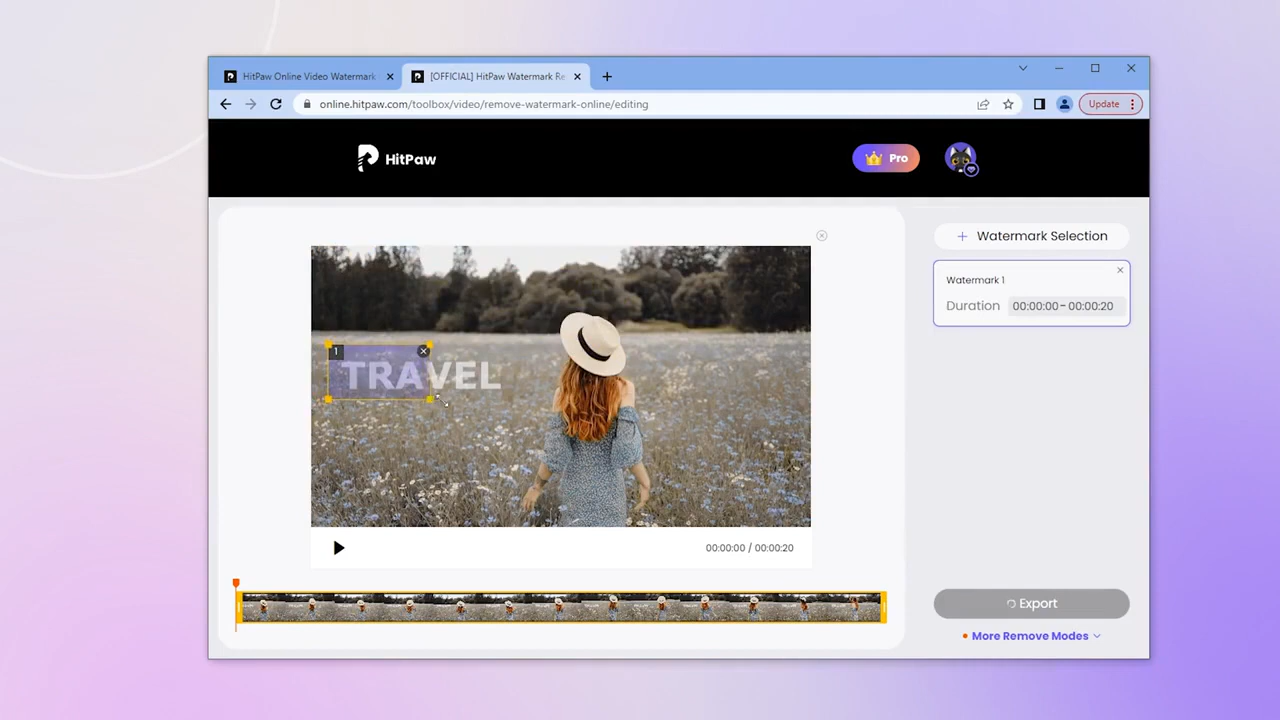 HitPaw Online Video Watermark
[OFFICIAL] HitPaw Watermark Re
online.hitpaw.com/toolbox/video/remove-watermark-online/editing
Update
HitPaw
Pro
+ Watermark Selection
Watermark 1
Duration 00:00:00-00:00:20
1
TRAVEL
00:00:00 / 00:00:20
Export
More Remove Modes